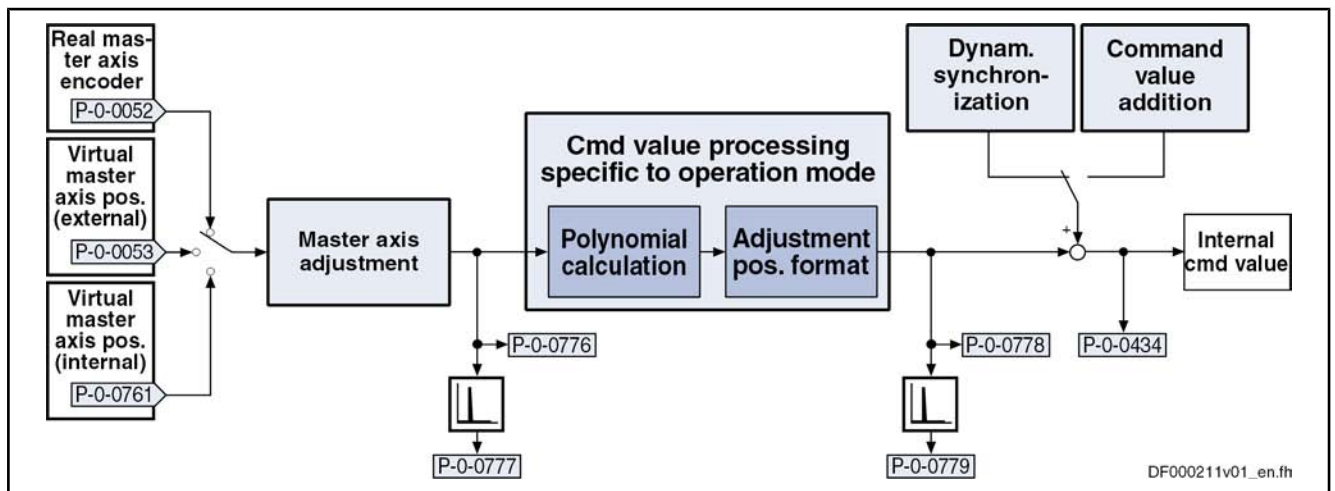 Real mas-
ter axis
encoder
P-0-0052
Virtual
master
axis pos.
(external)
P-0-0053
Virtual
master
axis pos.
(internal)
P-0-0761
Master axis
adjustment
P-0-0776
P-0-0777
Cmd value processing
specific to operation mode
Polynomial
calculation
Adjustment
pos. format
P-0-0778
P-0-0779
Dynam.
synchron-
ization
Command
value
addition
+
P-0-0434
Internal
cmd value
DF000211v01_en.fh